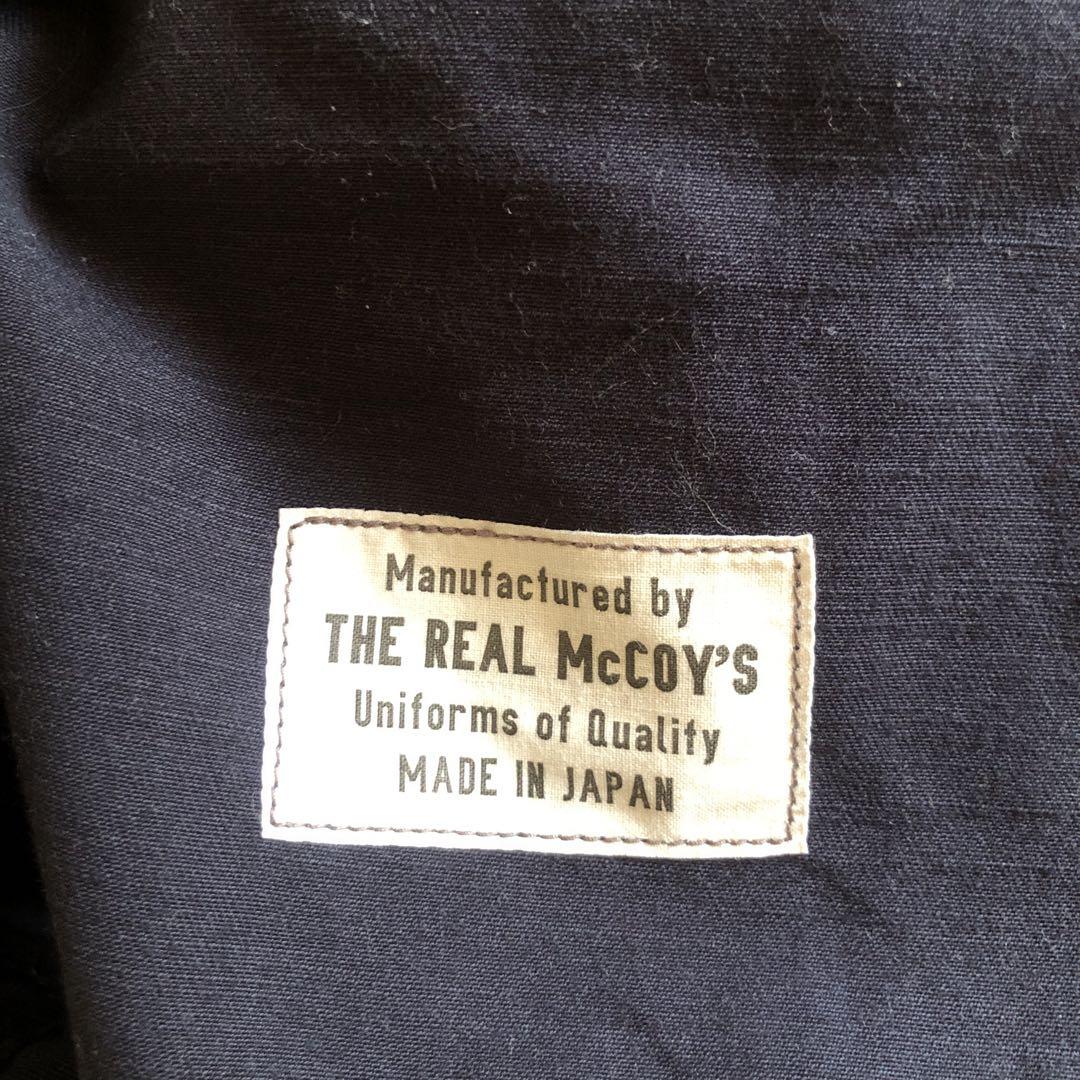 Manufactured by
THE REAL McCOY'S
Uniforms of Quality
MADE IN JAPAN